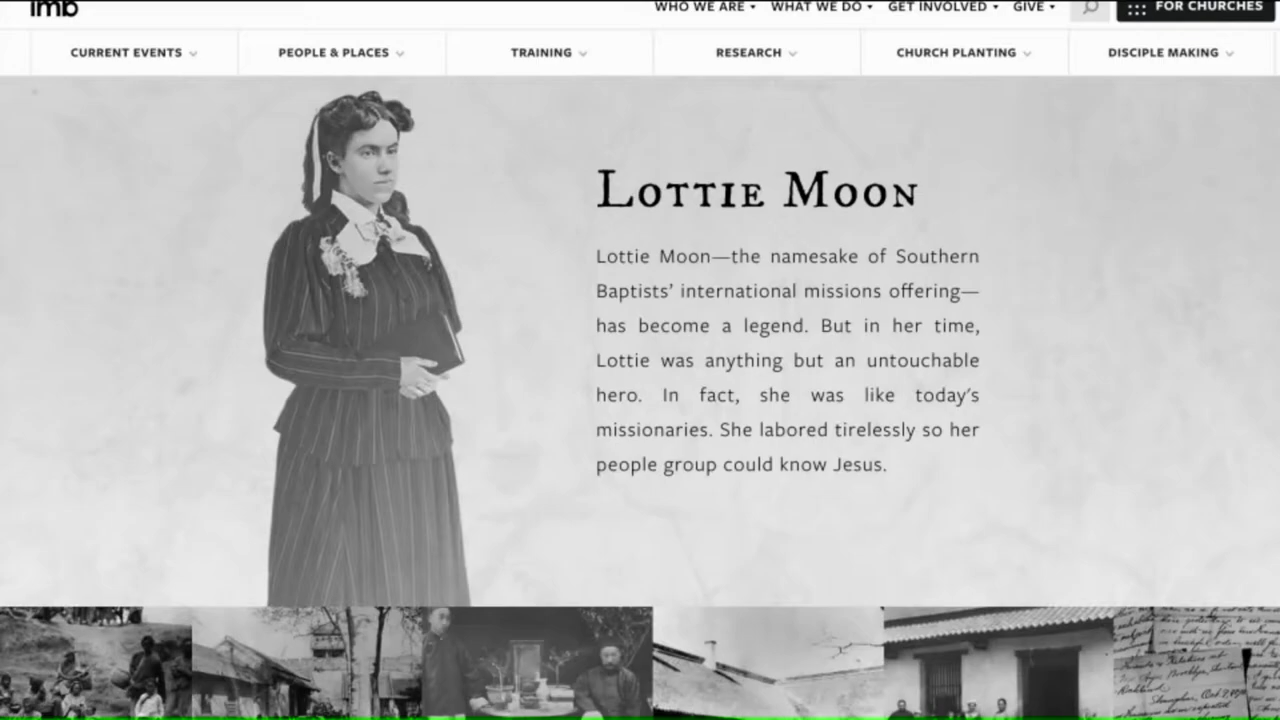 imb
WHO WE ARE WHAT WE DO GET INVOLVED GIVE FOR CHURCHES
CURRENT EVENTS PEOPLE & PLACES TRAINING RESEARCH CHURCH PLANTING DISCIPLE MAKING
LOTTIE MOON
Lottie Moon—the namesake of Southern
Baptists' international missions offering—
has become a legend. But in her time,
Lottie was anything but an untouchable
hero. In fact, she was like today's
missionaries. She labored tirelessly so her
people group could know Jesus.